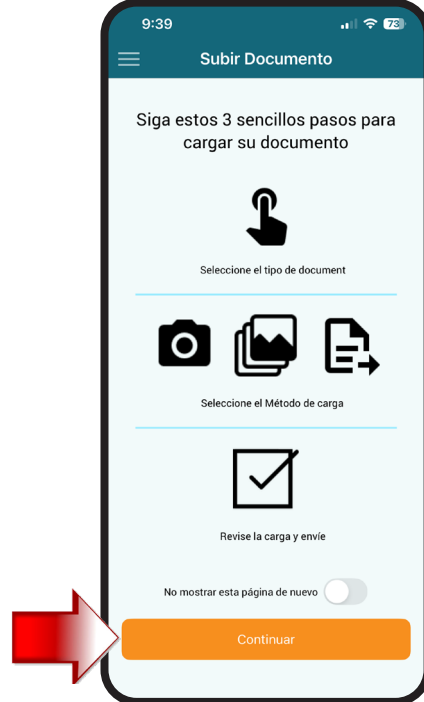 9:39
73
Subir Documento
Siga estos 3 sencillos pasos para
cargar su documento
Seleccione el tipo de document
Seleccione el Método de carga
Revise la carga y envíe
No mostrar esta página de nuevo
Continuar